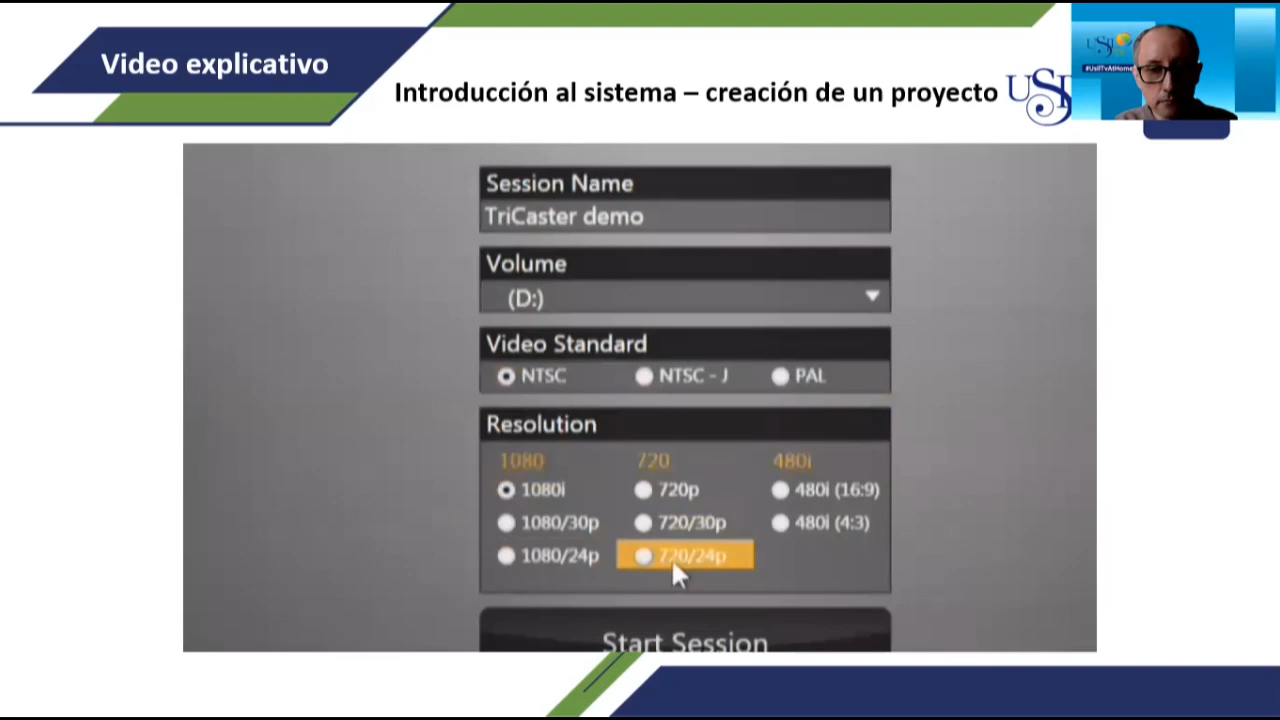 Video explicativo
Introducción al sistema – creación de un proyecto
USIL
#UsilTvAtHome
Session Name
TriCaster demo
Volume
(D:)
Video Standard
NTSC NTSC - J PAL
Resolution
1080 720 480i
1080i 720p 480i (16:9)
1080/30p 720/30p 480i (4:3)
1080/24p 720/24p
Start Session